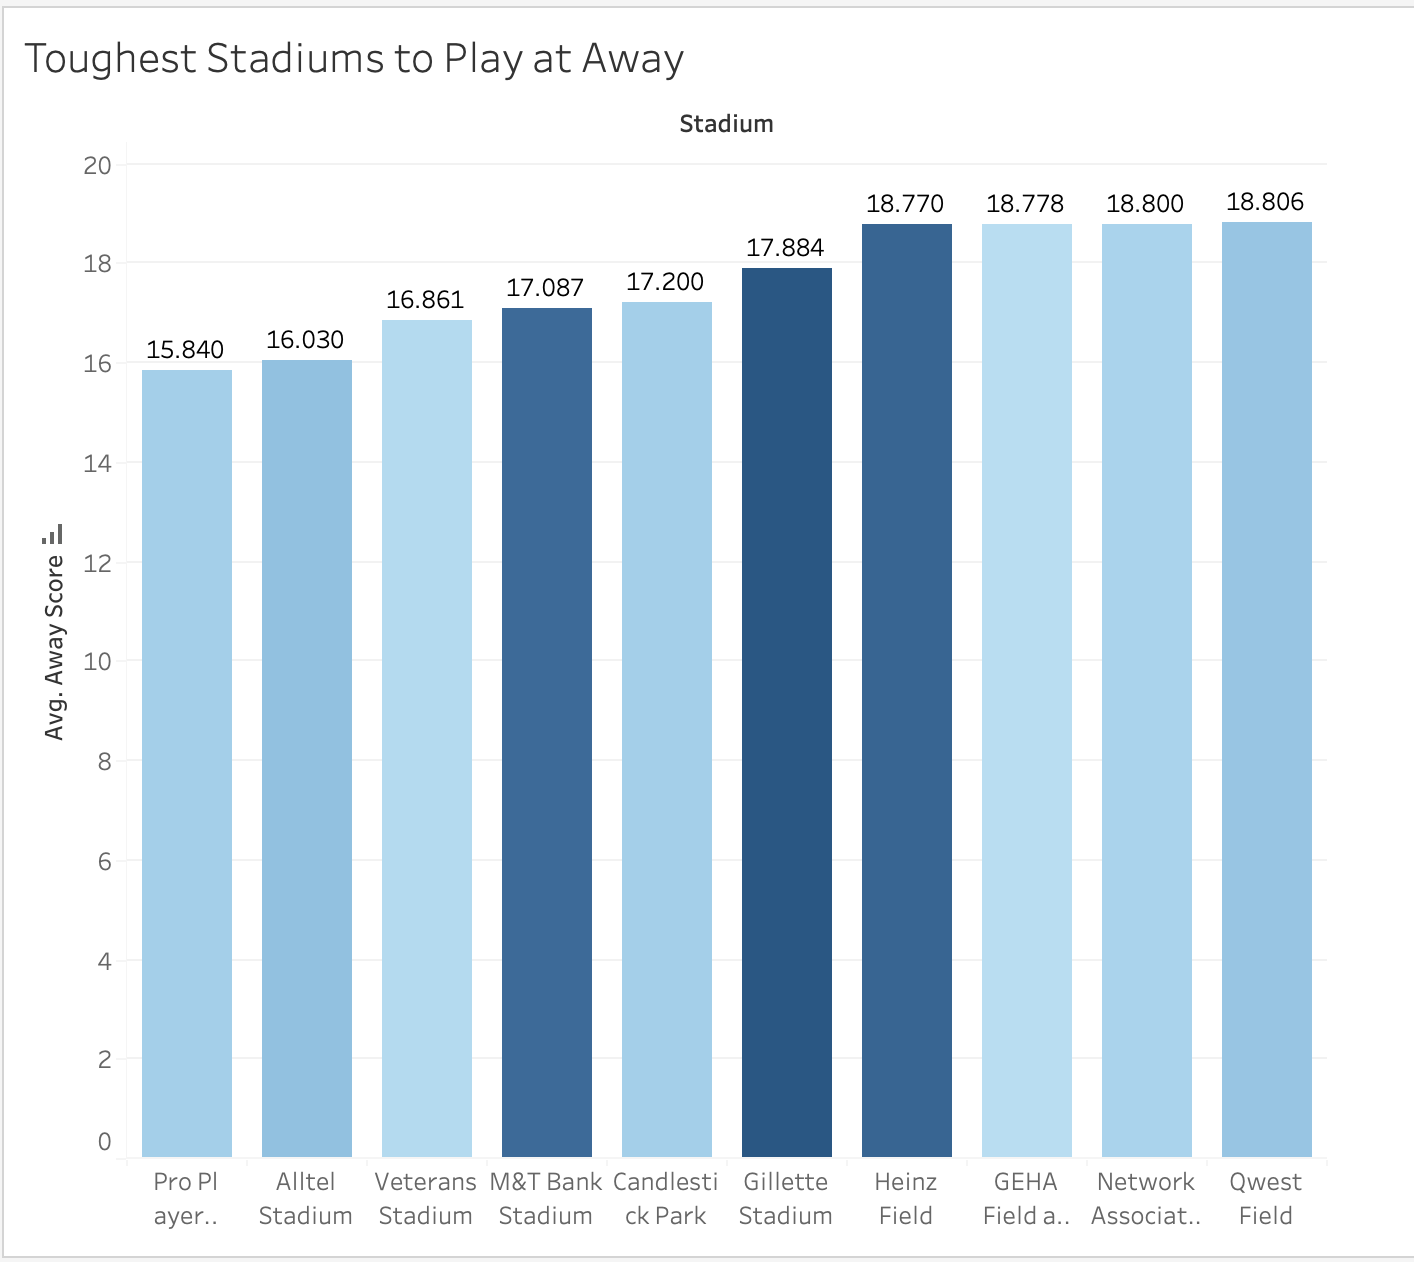 Toughest Stadiums to Play at Away
Stadium
20
18
16
14
12
10
8
6
4
2
0
Avg. Away Score
15.840
16.030
16.861
17.087
17.200
17.884
18.770
18.778
18.800
18.806
Pro Pl
ayer..
Alltel
Stadium
Veterans
Stadium
M&T Bank
Stadium
Candlesti
ck Park
Gillette
Stadium
Heinz
Field
GEHA
Field a..
Network
Associat..
Qwest
Field